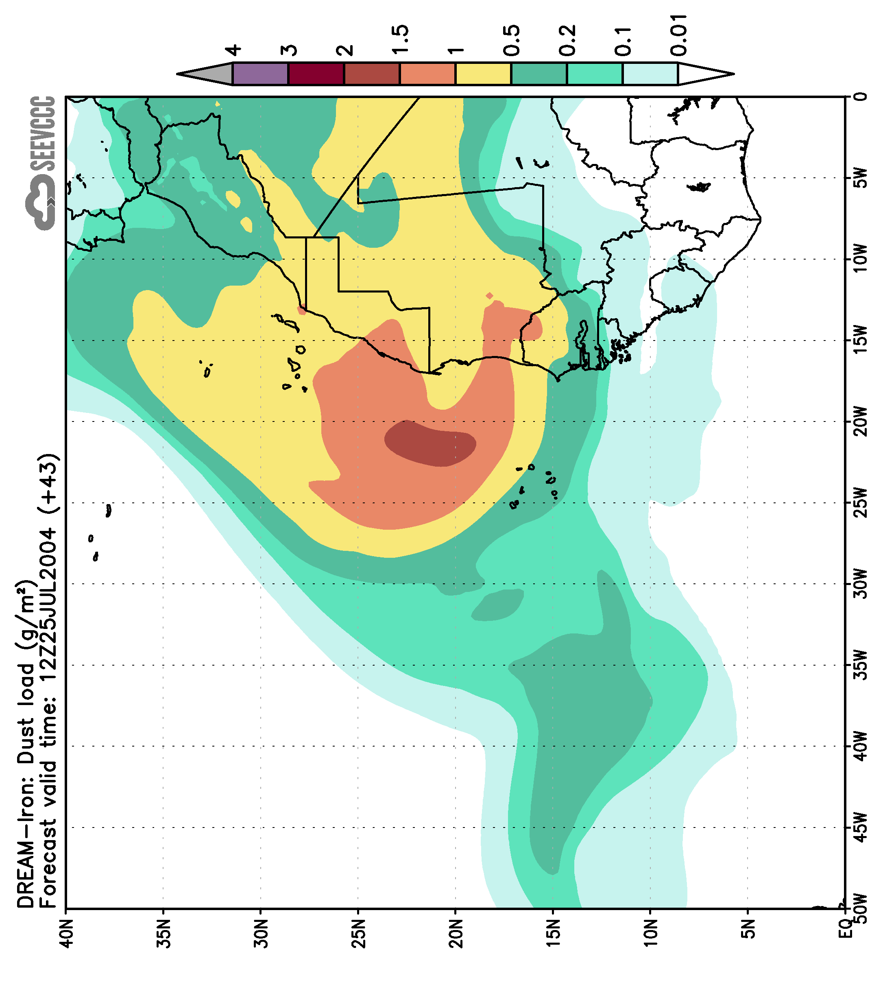 DREAM-Iron: Dust load (g/m²)
Forecast valid time: 12Z25JUL2004 (+43)
SEEVCCC
40N
35N
30N
25N
20N
15N
10N
5N
EQ
50W
45W
40W
35W
30W
25W
20W
15W
10W
5W
0
4
3
2
1.5
1
0.5
0.2
0.1
0.01